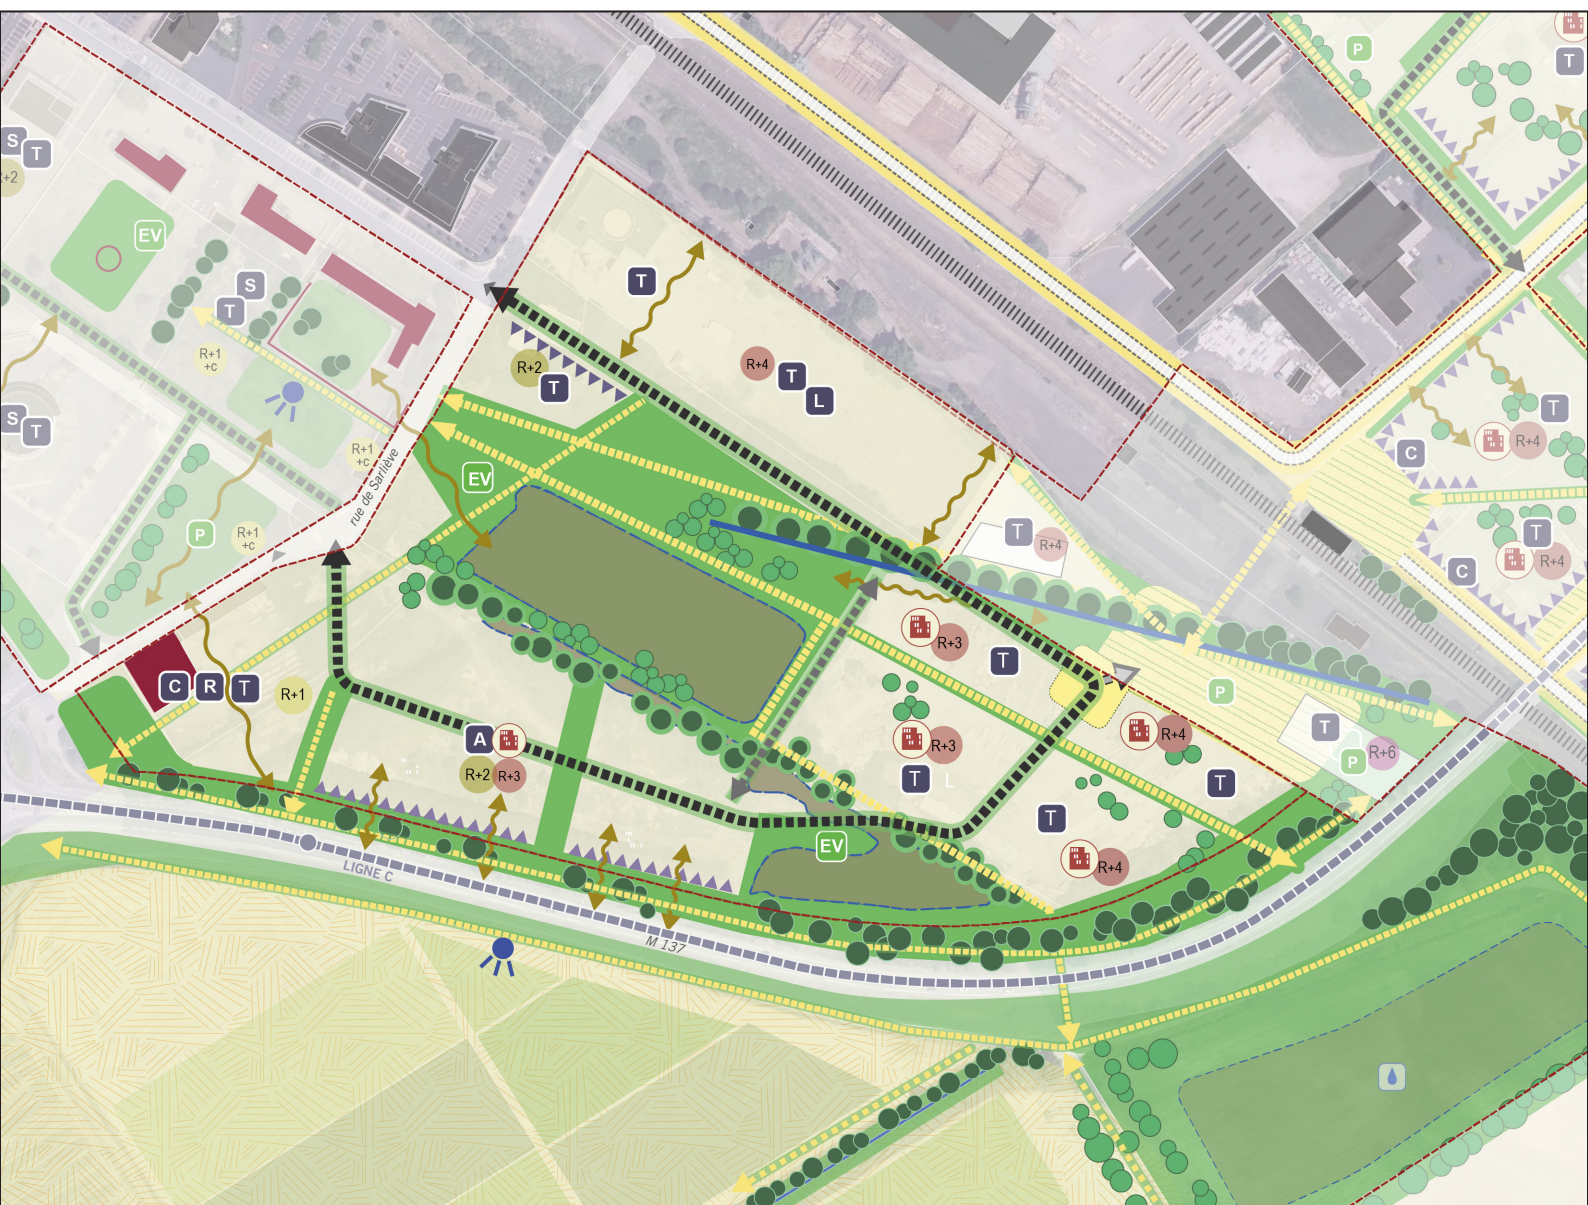 P
T
S
T
+2
EV
S
T
R+1
+c
T
R+4
T
L
R+2
T
S
T
R+1
+c
rue de Sarliève
EV
P
R+1
+c
T
R+4
T
R+4
C
T
R+4
C
R+3
T
C
R
T
R+1
A
R+2
R+3
R+3
T
L
R+4
T
P
T
P
R+6
T
R+4
EV
LIGNE C
M 137